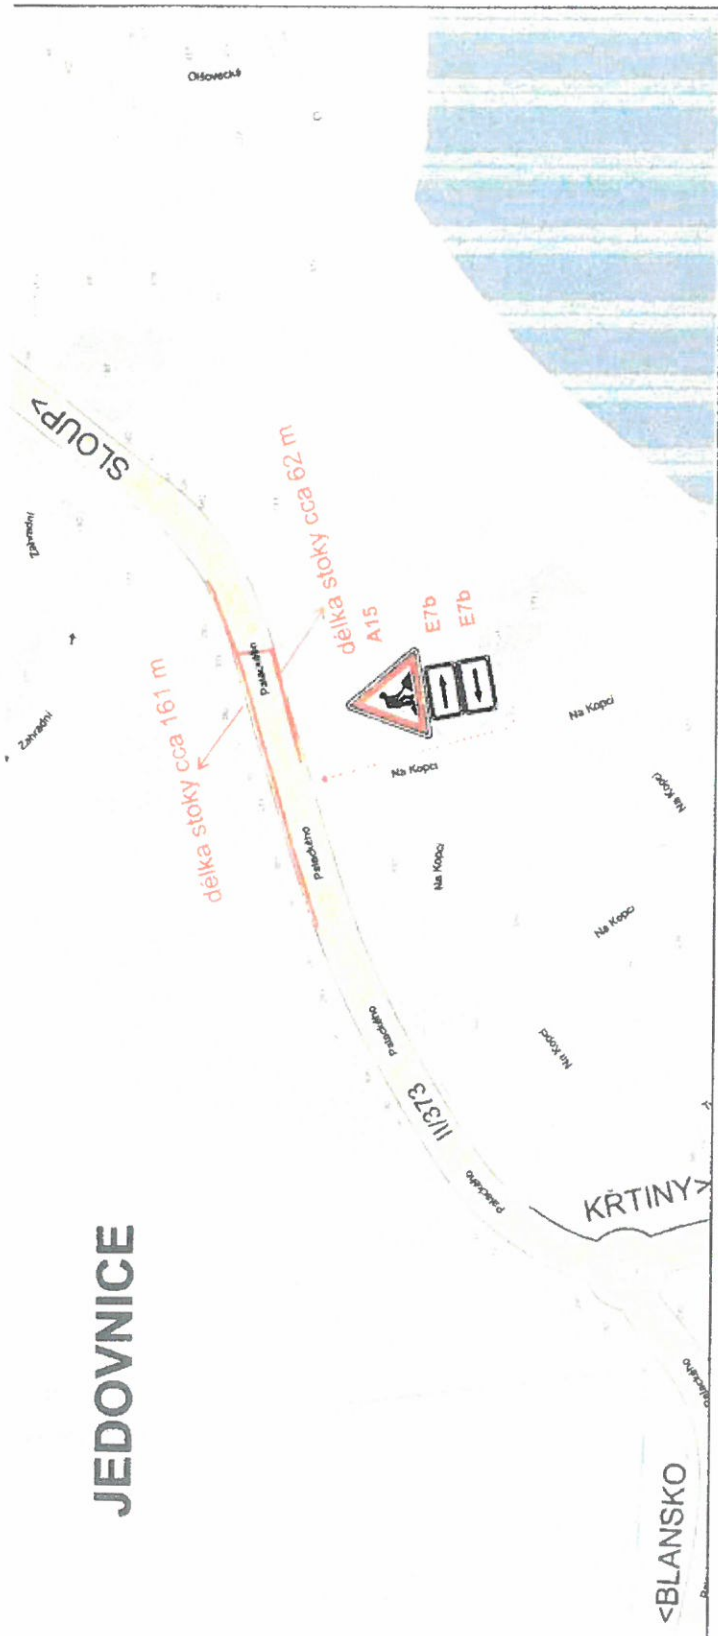 JEDOVNICE
Olšovecká
SLOUP>
Zahradní
Zahradní
délka stoky cca 161 m
délka stoky cca 62 m
A15
E7b
E7b
Palackého
Palackého
Palackého
Palackého
II/373
Na Kopci
Na Kopci
Na Kopci
Na Kopci
Na Kopci
Na Kopci
KŘTINY>
Palackého
<BLANSKO